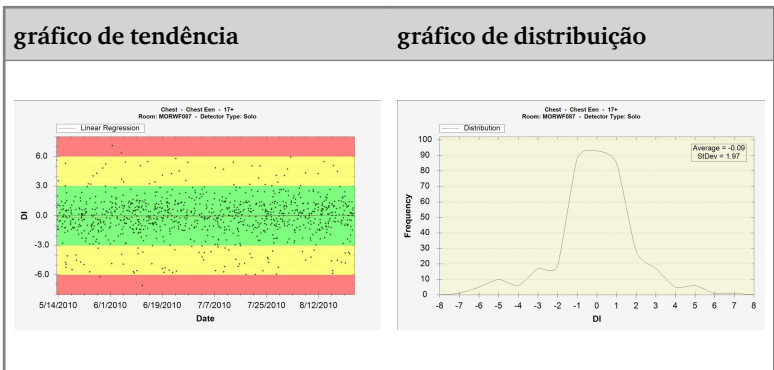 gráfico de tendência
gráfico de distribuição
Chest - Chest Een - 17+
Room: MORWF087 - Detector Type: Solo
Linear Regression
6.0
3.0
0.0
-3.0
-6.0
DI
5/14/2010 6/1/2010 6/19/2010 7/7/2010 7/25/2010 8/12/2010
Date
Chest - Chest Een - 17+
Room: MORWF087 - Detector Type: Solo
Distribution
Average = -0.09
StDev = 1.97
100
90
80
70
60
50
40
30
20
10
0
Frequency
-8 -7 -6 -5 -4 -3 -2 -1 0 1 2 3 4 5 6 7 8
DI